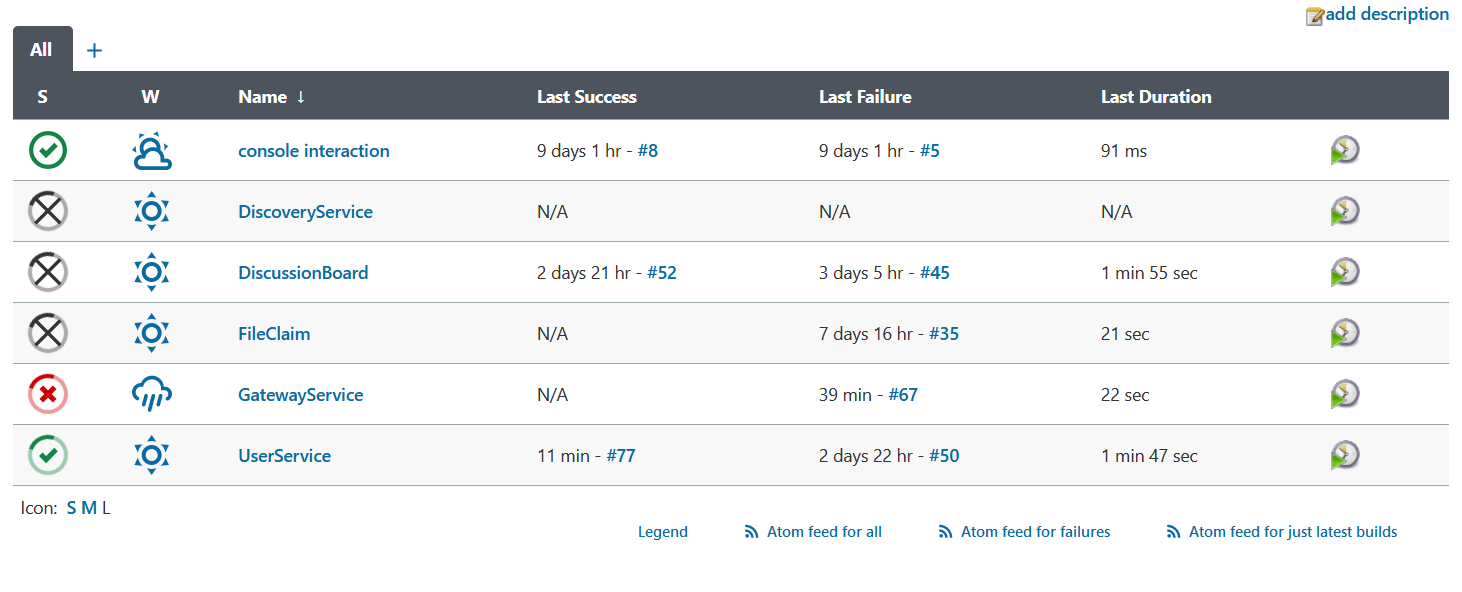 add description
All +
S W Name ↓ Last Success Last Failure Last Duration
console interaction 9 days 1 hr - #8 9 days 1 hr - #5 91 ms
DiscoveryService N/A N/A N/A
DiscussionBoard 2 days 21 hr - #52 3 days 5 hr - #45 1 min 55 sec
FileClaim N/A 7 days 16 hr - #35 21 sec
GatewayService N/A 39 min - #67 22 sec
UserService 11 min - #77 2 days 22 hr - #50 1 min 47 sec
Icon: S M L
Legend Atom feed for all Atom feed for failures Atom feed for just latest builds